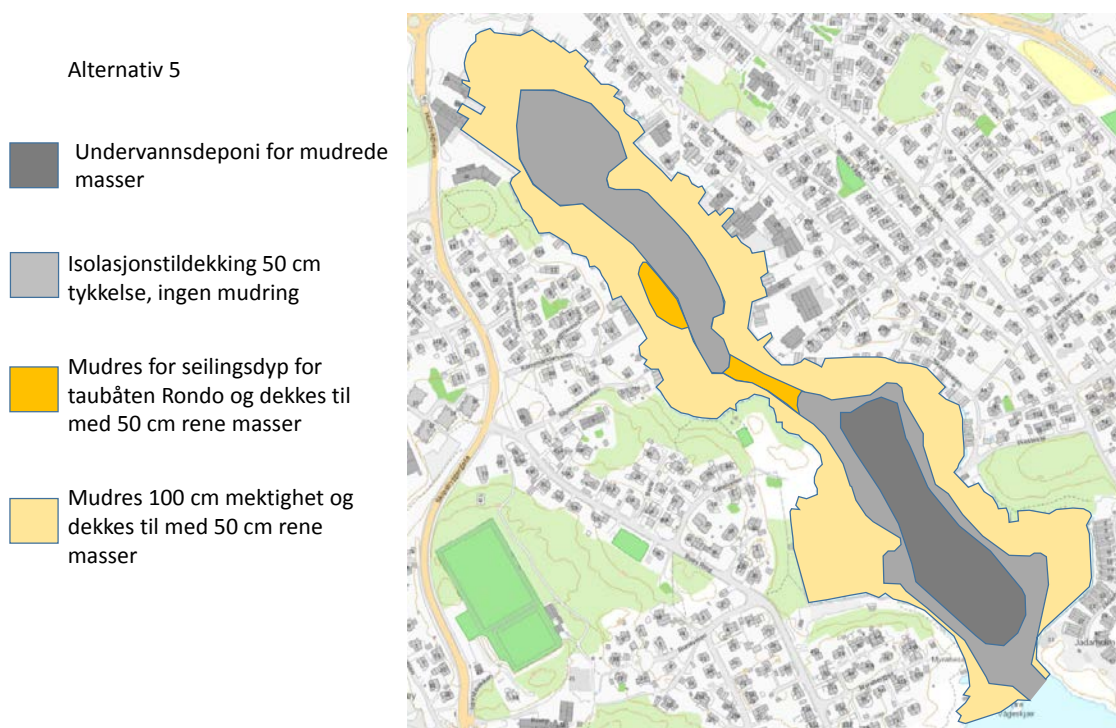 Alternativ 5
Undervannsdeponi for mudrede
masser
Isolasjonstildekking 50 cm
tykkelse, ingen mudring
Mudres for seilingsdyp for
taubåten Rondo og dekkes til
med 50 cm rene masser
Mudres 100 cm mektighet og
dekkes til med 50 cm rene
masser